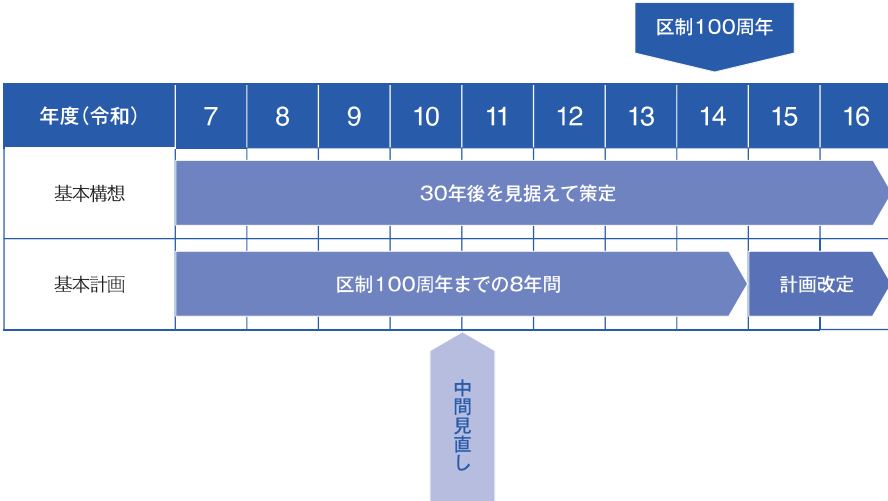 区制100周年
年度(令和) 7 8 9 10 11 12 13 14 15 16
基本構想 30年後を見据えて策定
基本計画 区制100周年までの8年間 計画改定
中間見直し